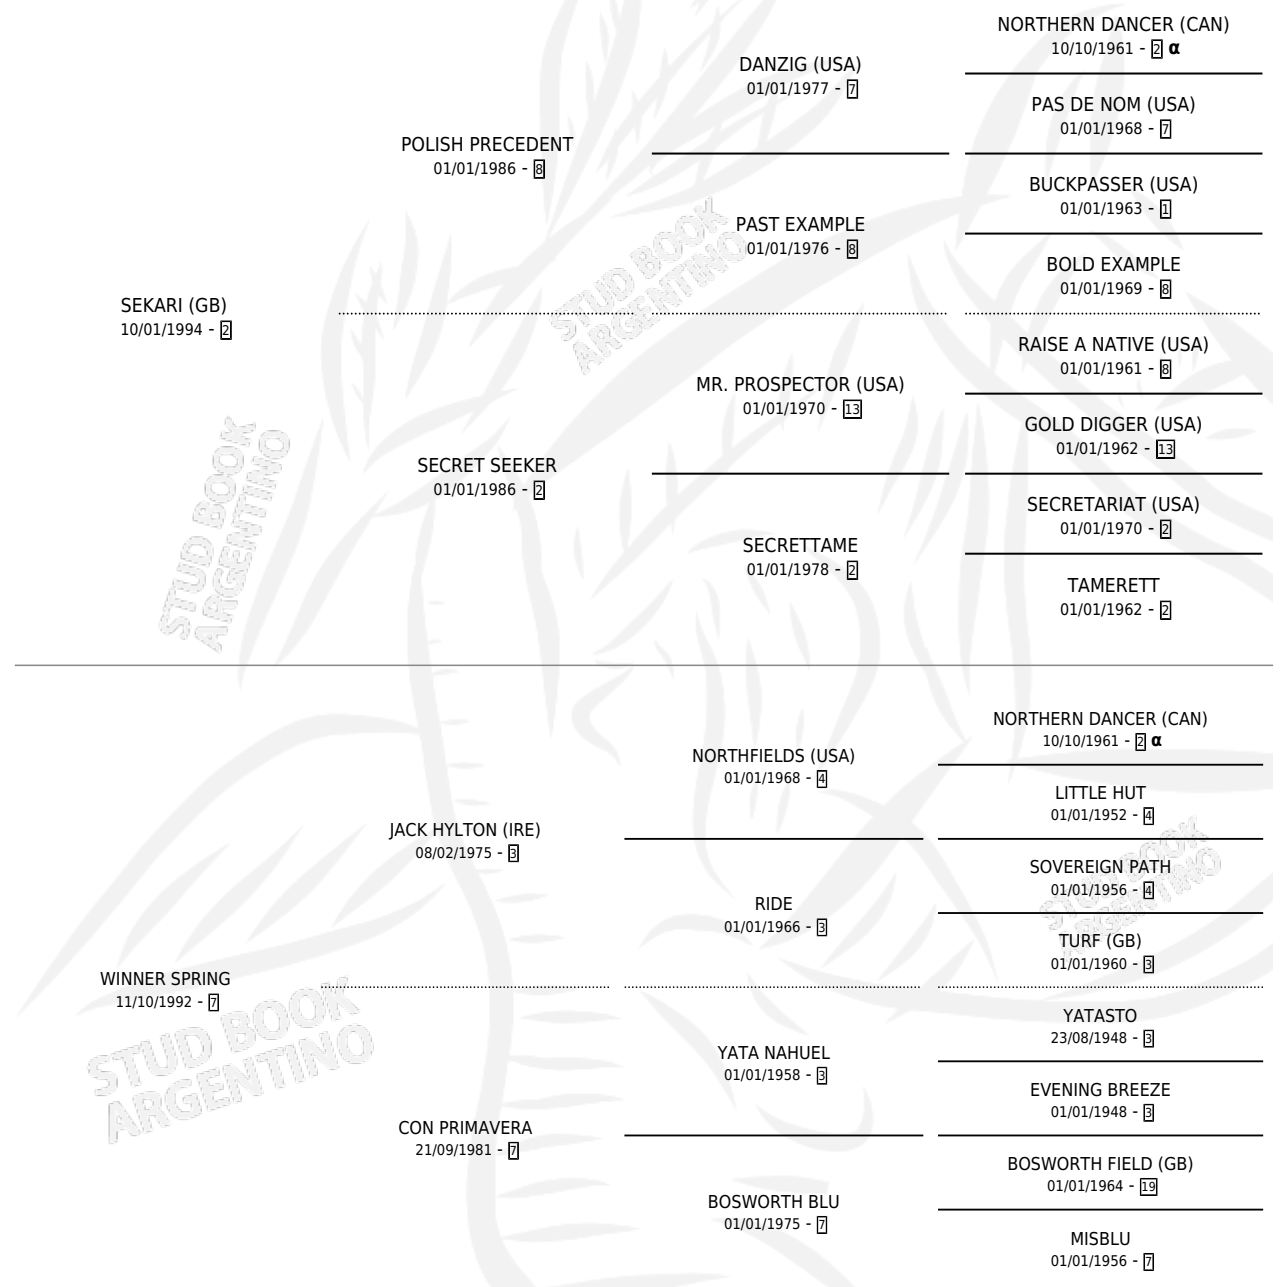 NORTHERN DANCER (CAN)
10/10/1961 - 2 α
DANZIG (USA)
01/01/1977 - 7
PAS DE NOM (USA)
01/01/1968 - 7
POLISH PRECEDENT
01/01/1986 - 8
BUCKPASSER (USA)
01/01/1963 - 1
PAST EXAMPLE
01/01/1976 - 8
BOLD EXAMPLE
01/01/1969 - 8
SEKARI (GB)
10/01/1994 - 2
RAISE A NATIVE (USA)
01/01/1961 - 8
MR. PROSPECTOR (USA)
01/01/1970 - 13
GOLD DIGGER (USA)
01/01/1962 - 13
SECRET SEEKER
01/01/1986 - 2
SECRETARIAT (USA)
01/01/1970 - 2
SECRETTAME
01/01/1978 - 2
TAMERETT
01/01/1962 - 2
NORTHERN DANCER (CAN)
10/10/1961 - 2 α
NORTHFIELDS (USA)
01/01/1968 - 4
LITTLE HUT
01/01/1952 - 4
JACK HYLTON (IRE)
08/02/1975 - 3
SOVEREIGN PATH
01/01/1956 - 4
RIDE
01/01/1966 - 3
TURF (GB)
01/01/1960 - 3
WINNER SPRING
11/10/1992 - 7
YATASTO
23/08/1948 - 3
YATA NAHUEL
01/01/1958 - 3
EVENING BREEZE
01/01/1948 - 3
CON PRIMAVERA
21/09/1981 - 7
BOSWORTH FIELD (GB)
01/01/1964 - 19
BOSWORTH BLU
01/01/1975 - 7
MISBLU
01/01/1956 - 7
STUD BOOK
ARGENTINO
STUD BOOK
ARGENTINO
STUD BOOK
ARGENTINO
STUD BOOK
ARGENTINO